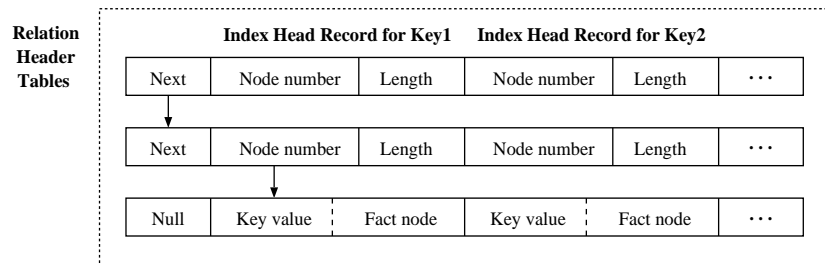 Relation Header Tables
Index Head Record for Key1 Index Head Record for Key2
Next Node number Length Node number Length ···
Next Node number Length Node number Length ···
Null Key value Fact node Key value Fact node ···